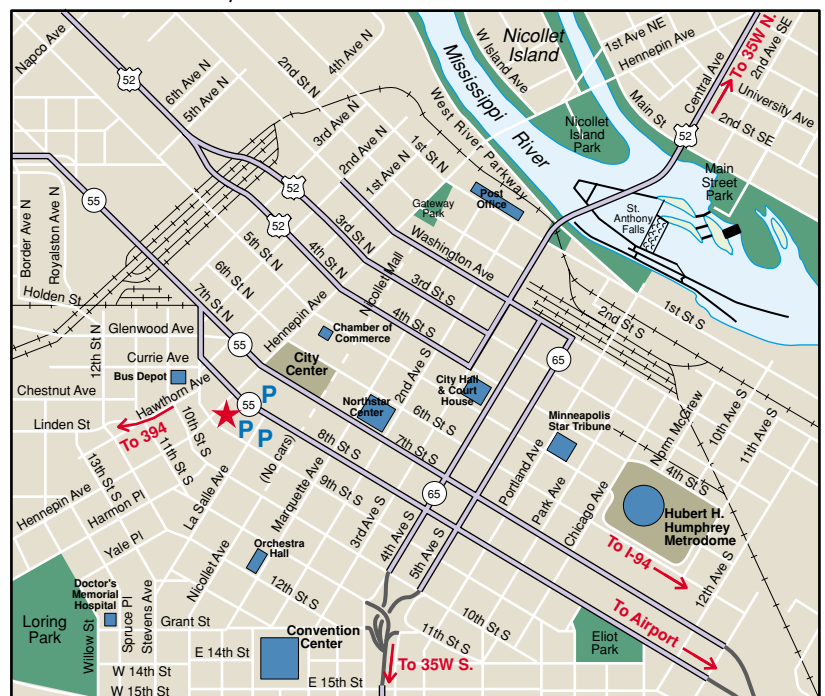 Napco Ave
52
6th Ave N
5th Ave N
2nd St N
4th Ave N
3rd Ave N
2nd Ave N
1st Ave N
1st St N
Mississippi
River
West River Parkway
W Island Ave
Nicollet
Island
1st Ave NE
Hennepin Ave
Main St
Central Ave
To 35W N.
2nd Ave SE
University Ave
2nd St SE
52
Nicollet
Island
Park
Main
Street
Park
St.
Anthony
Falls
Post
Office
Gateway
Park
Washington Ave
52
52
55
Border Ave N
Royalston Ave N
Holden St
5th St N
4th St N
3rd St N
6th St N
7th St N
Nicollet Mall
3rd St S
4th St S
Hennepin Ave
Chamber of
Commerce
1st St S
2nd St S
Glenwood Ave
12th St N
Currie Ave
Bus Depot
Chestnut Ave
Hawthorn Ave
Linden St
To 394
55
City
Center
65
2nd Ave S
City Hall
& Court
House
Northstar
Center
6th St S
7th St S
55
P
P P
(No cars)
8th St S
9th St S
10th St S
11th St S
13th St S
Hennepin Ave
Harmon Pl
Yale Pl
La Salle Ave
Nicollet Ave
Marquette Ave
3rd Ave S
4th Ave S
5th Ave S
65
Portland Ave
Park Ave
Chicago Ave
Minneapolis
Star Tribune
Norm McGrew
10th Ave S
11th Ave S
4th St S
Hubert H.
Humphrey
Metrodome
To I-94
12th Ave S
To Airport
Orchestra
Hall
12th St S
Doctor's
Memorial
Hospital
Loring
Park
Willow St
Spruce Pl
Stevens Ave
Grant St
W 14th St
W 15th St
E 14th St
E 15th St
Convention
Center
To 35W S.
10th St S
11th St S
Eliot
Park